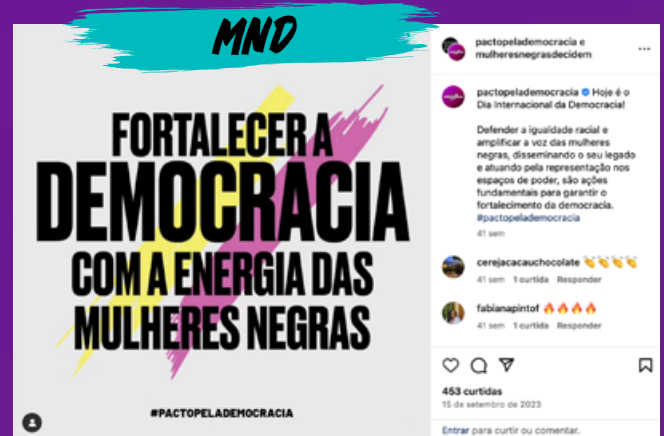 MND
FORTALECER A
DEMOCRACIA
COM A ENERGIA DAS
MULHERES NEGRAS
#PACTOPELADEMOCRACIA
pactopelademocracia e
mulheresnegrasdecidem
pactopelademocracia Hoje é o
Dia Internacional da Democracia!
Defender a igualdade racial e
amplificar a voz das mulheres
negras, disseminando o seu legado
e atuando pela representação nos
espaços de poder, são ações
fundamentais para garantir o
fortalecimento da democracia.
#pactopelademocracia
41 sem
cerejacacauchocolate 👏👏👏👏
41 sem 1 curtida Responder
fabianapintof 🔥🔥🔥🔥
41 sem 1 curtida Responder
453 curtidas
15 de setembro de 2023
Entrar para curtir ou comentar.